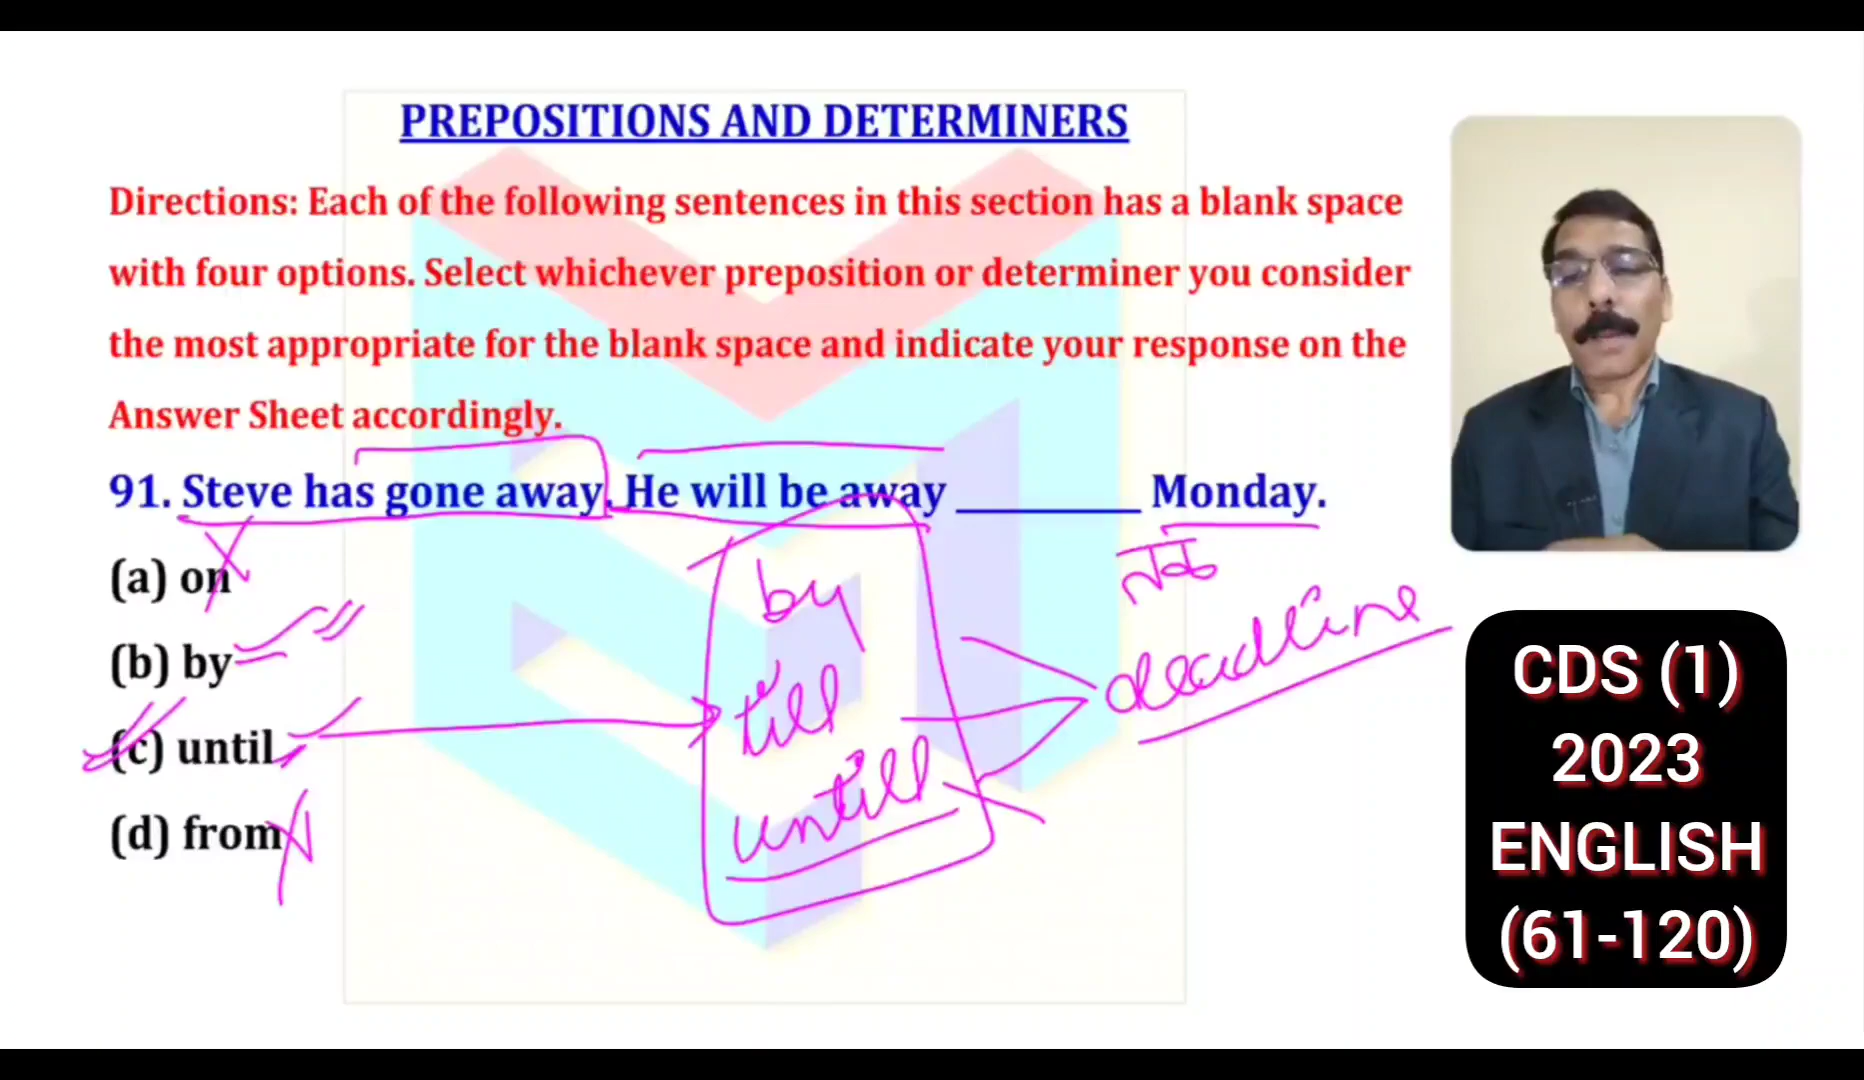 PREPOSITIONS AND DETERMINERS
Directions: Each of the following sentences in this section has a blank space
with four options. Select whichever preposition or determiner you consider
the most appropriate for the blank space and indicate your response on the
Answer Sheet accordingly.
91. Steve has gone away. He will be away ________ Monday.
(a) on
(b) by
(c) until
(d) from
by
till
untill
deadline
CDS (1)
2023
ENGLISH
(61-120)